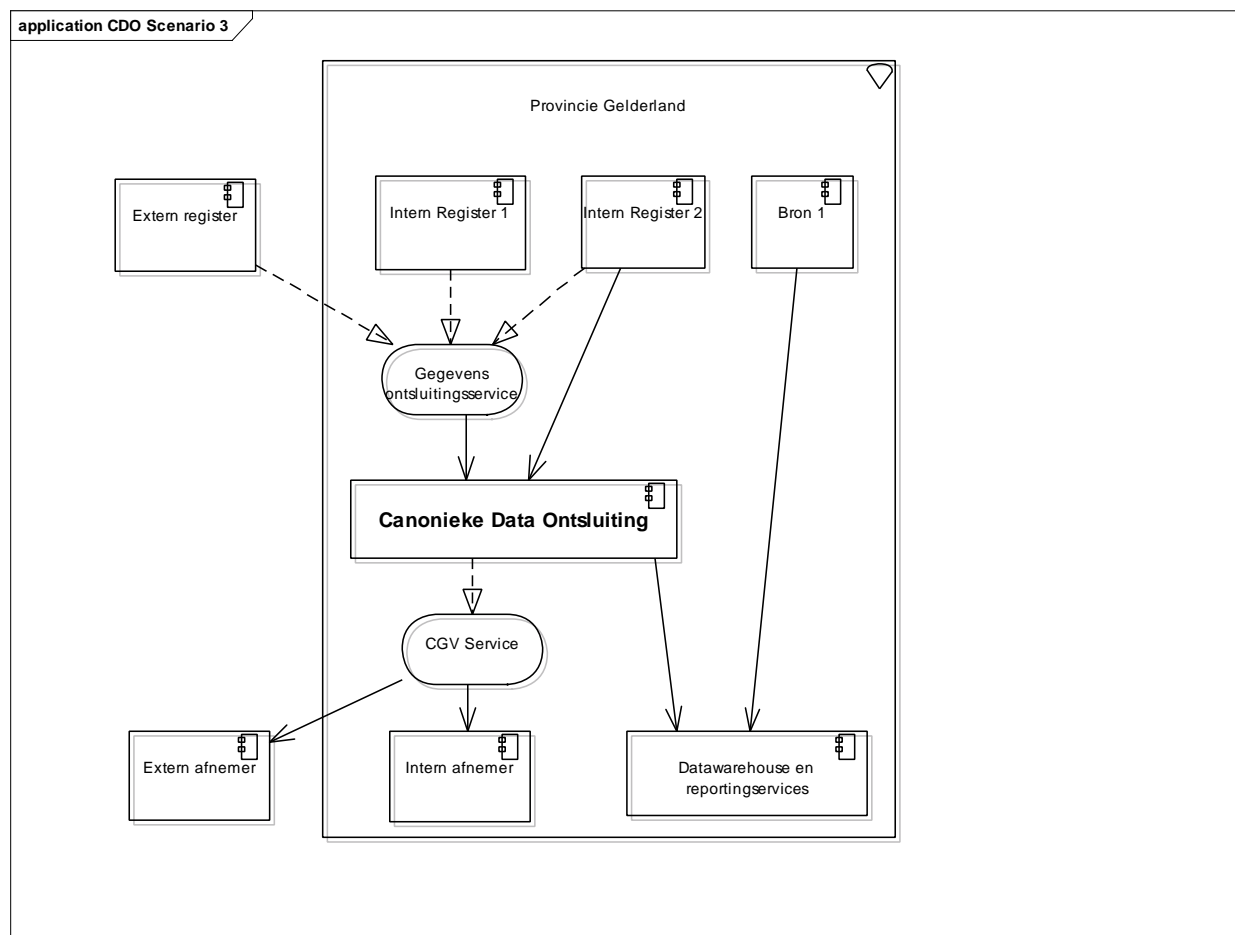 application CDO Scenario 3
Provincie Gelderland
Extern register
Intern Register 1
Intern Register 2
Bron 1
Gegevens
ontsluitingsservice
Canonieke Data Ontsluiting
CGV Service
Extern afnemer
Intern afnemer
Datawarehouse en
reportingservices